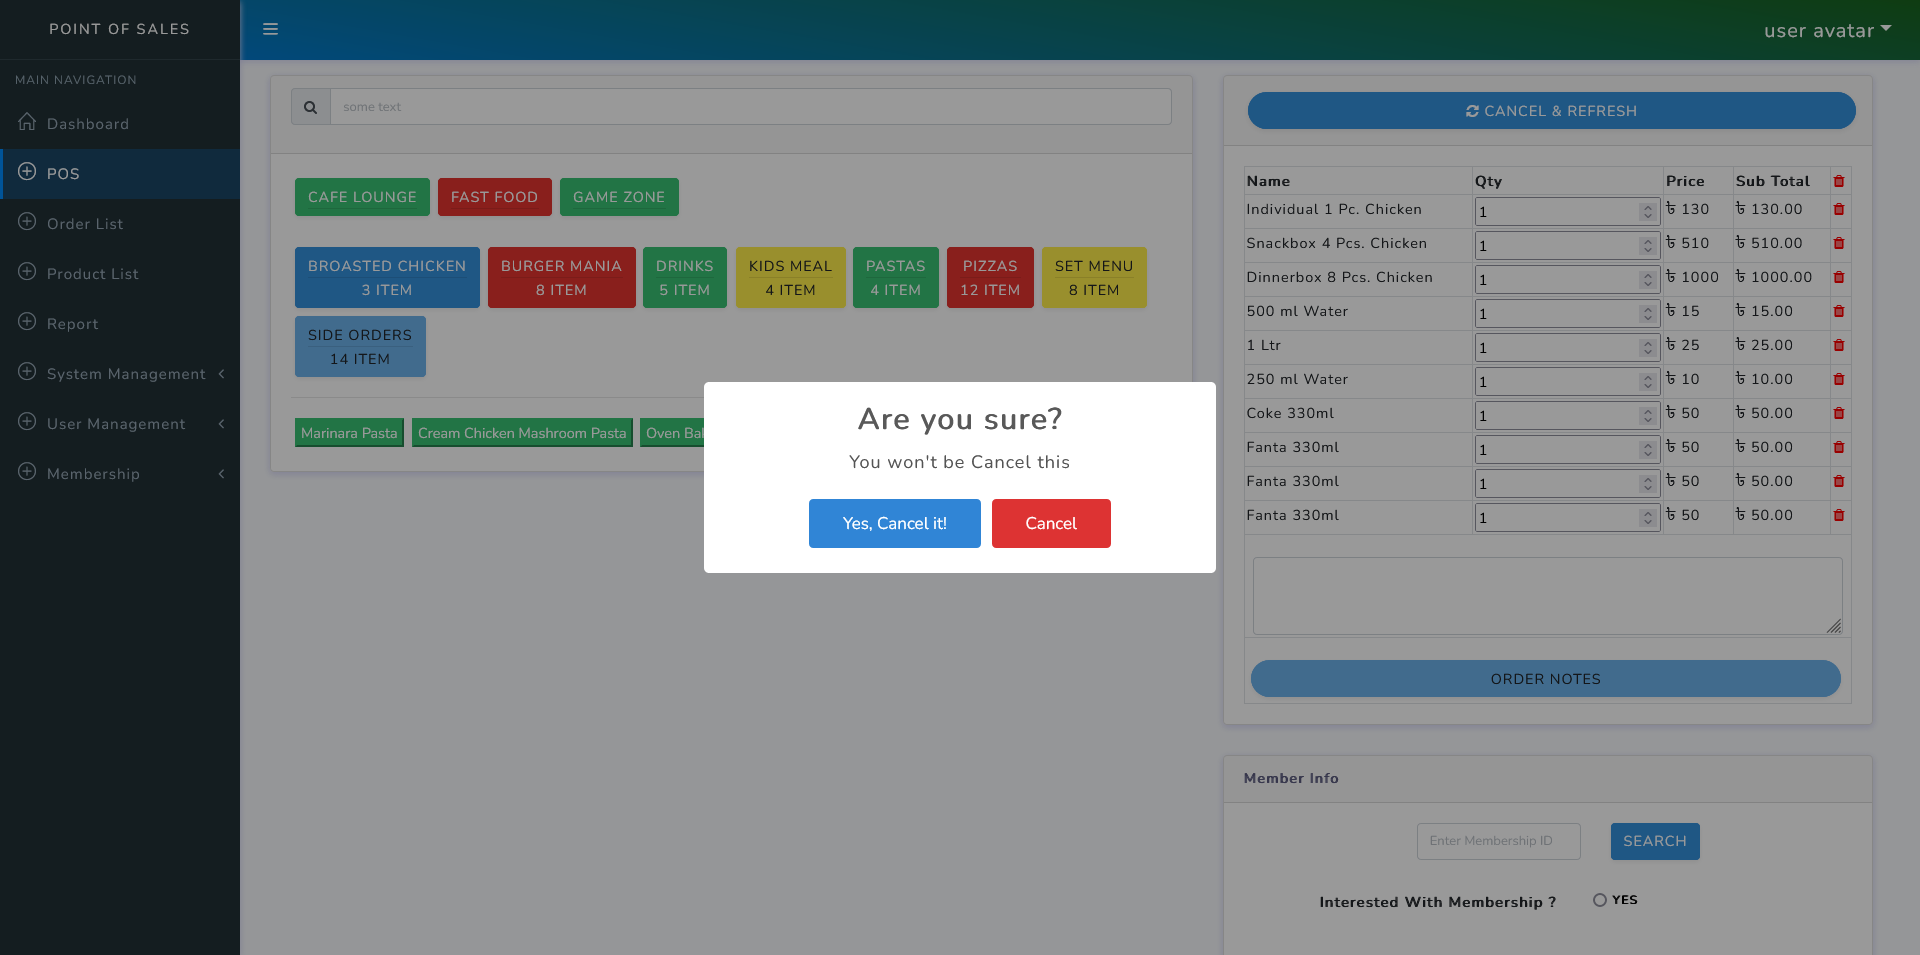 POINT OF SALES
user avatar
MAIN NAVIGATION
Dashboard
POS
Order List
Product List
Report
System Management
User Management
Membership
some text
CAFE LOUNGE FAST FOOD GAME ZONE
BROASTED CHICKEN
3 ITEM
BURGER MANIA
8 ITEM
DRINKS
5 ITEM
KIDS MEAL
4 ITEM
PASTAS
4 ITEM
PIZZAS
12 ITEM
SET MENU
8 ITEM
SIDE ORDERS
14 ITEM
Marinara Pasta Cream Chicken Mashroom Pasta Oven
Are you sure?
You won't be Cancel this
Yes, Cancel it! Cancel
CANCEL & REFRESH
Name Qty Price Sub Total
Individual 1 Pc. Chicken 1 ৳ 130 ৳ 130.00
Snackbox 4 Pcs. Chicken 1 ৳ 510 ৳ 510.00
Dinnerbox 8 Pcs. Chicken 1 ৳ 1000 ৳ 1000.00
500 ml Water 1 ৳ 15 ৳ 15.00
1 Ltr 1 ৳ 25 ৳ 25.00
250 ml Water 1 ৳ 10 ৳ 10.00
Coke 330ml 1 ৳ 50 ৳ 50.00
Fanta 330ml 1 ৳ 50 ৳ 50.00
Fanta 330ml 1 ৳ 50 ৳ 50.00
Fanta 330ml 1 ৳ 50 ৳ 50.00
ORDER NOTES
Member Info
Enter Membership ID SEARCH
Interested With Membership ? YES